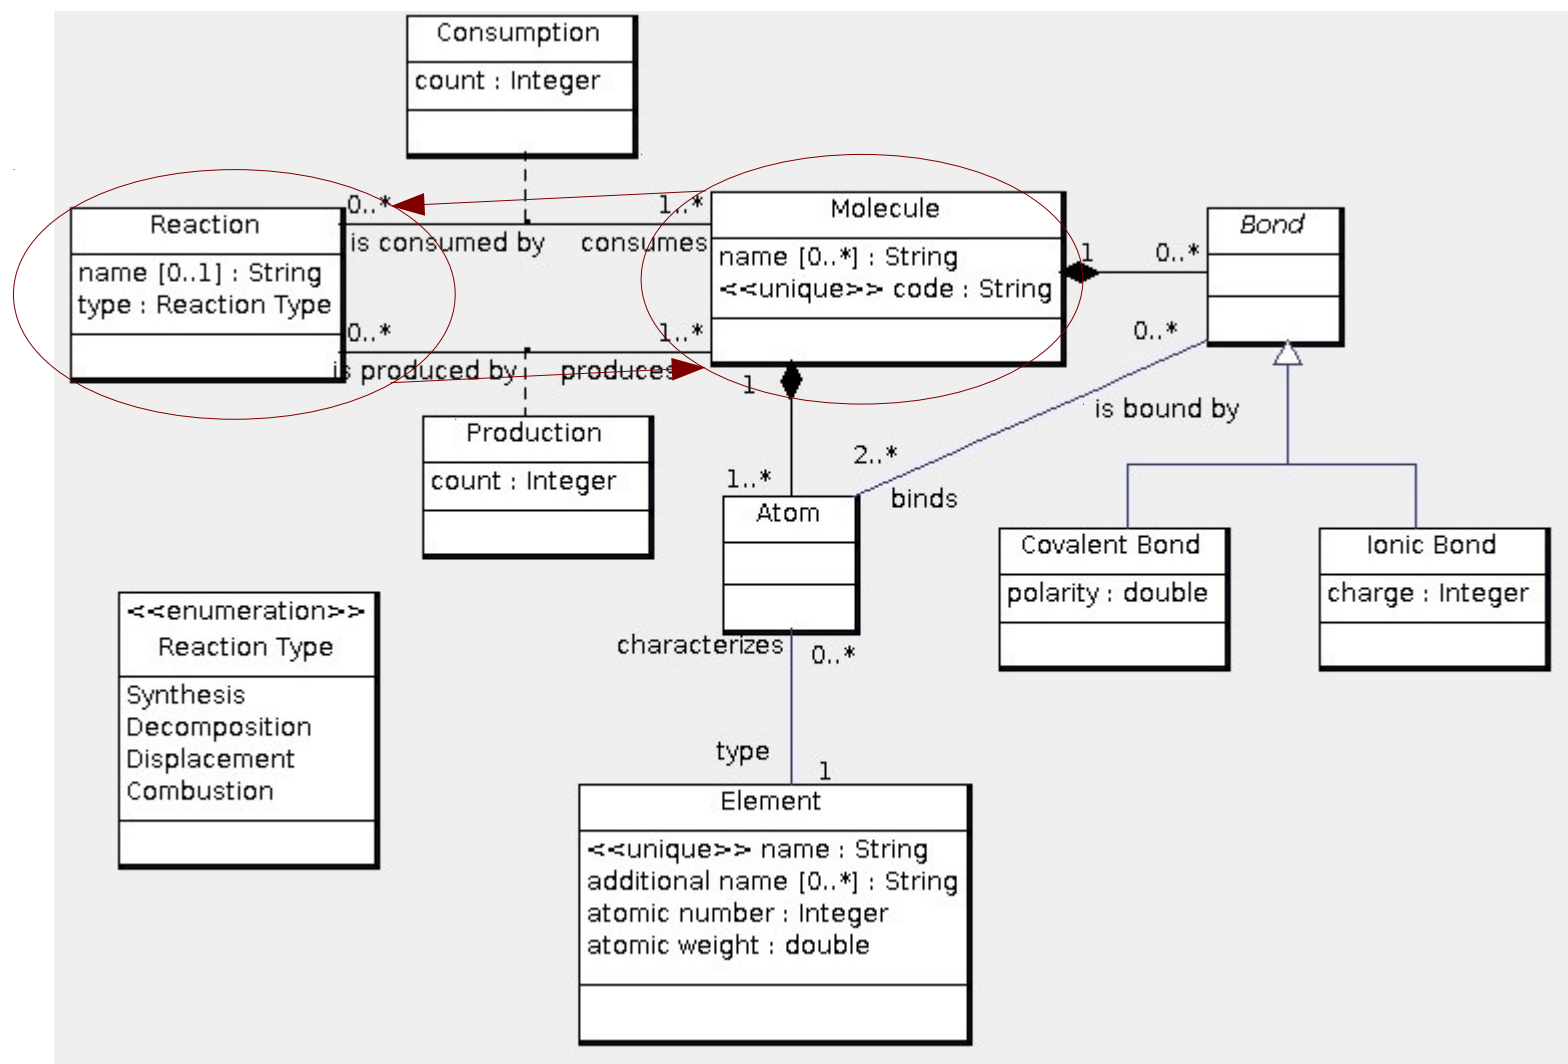 Consumption
count : Integer
Reaction
name [0..1] : String
type : Reaction Type
0..*
1..*
is consumed by
consumes
0..*
1..*
is produced by
produces
Molecule
name [0..*] : String
<<unique>> code : String
1
0..*
Bond
0..*
is bound by
2..*
binds
1
1..*
Production
count : Integer
Atom
Covalent Bond
polarity : double
Ionic Bond
charge : Integer
<<enumeration>>
Reaction Type
Synthesis
Decomposition
Displacement
Combustion
characterizes
0..*
type
1
Element
<<unique>> name : String
additional name [0..*] : String
atomic number : Integer
atomic weight : double